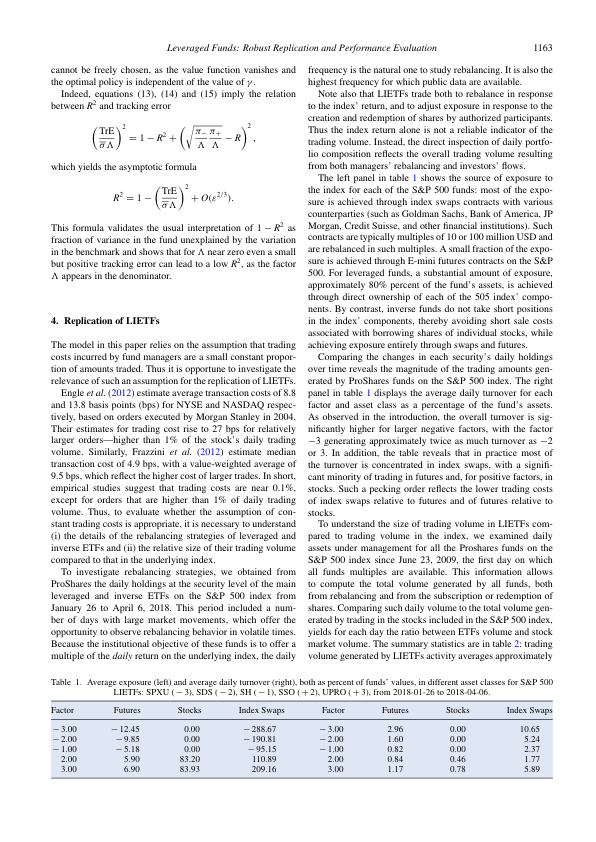 Leveraged Funds: Robust Replication and Performance Evaluation 1163
cannot be freely chosen, as the value function vanishes and
the optimal policy is independent of the value of γ.
Indeed, equations (13), (14) and (15) imply the relation
between R² and tracking error
(TrE / σ̅Λ)² = 1 − R² + (√(π₋/Λ π₊/Λ) − R)²,
which yields the asymptotic formula
R² = 1 − (TrE / σ̅Λ)² + O(ε^{2/3}).
This formula validates the usual interpretation of 1 − R² as
fraction of variance in the fund unexplained by the variation
in the benchmark and shows that for Λ near zero even a small
but positive tracking error can lead to a low R², as the factor
Λ appears in the denominator.
4. Replication of LIETFs
The model in this paper relies on the assumption that trading
costs incurred by fund managers are a small constant propor-
tion of amounts traded. Thus it is opportune to investigate the
relevance of such an assumption for the replication of LIETFs.
Engle et al. (2012) estimate average transaction costs of 8.8
and 13.8 basis points (bps) for NYSE and NASDAQ respec-
tively, based on orders executed by Morgan Stanley in 2004.
Their estimates for trading cost rise to 27 bps for relatively
larger orders—higher than 1% of the stock's daily trading
volume. Similarly, Frazzini et al. (2012) estimate median
transaction cost of 4.9 bps, with a value-weighted average of
9.5 bps, which reflect the higher cost of larger trades. In short,
empirical studies suggest that trading costs are near 0.1%,
except for orders that are higher than 1% of daily trading
volume. Thus, to evaluate whether the assumption of con-
stant trading costs is appropriate, it is necessary to understand
(i) the details of the rebalancing strategies of leveraged and
inverse ETFs and (ii) the relative size of their trading volume
compared to that in the underlying index.
To investigate rebalancing strategies, we obtained from
ProShares the daily holdings at the security level of the main
leveraged and inverse ETFs on the S&P 500 index from
January 26 to April 6, 2018. This period included a num-
ber of days with large market movements, which offer the
opportunity to observe rebalancing behavior in volatile times.
Because the institutional objective of these funds is to offer a
multiple of the daily return on the underlying index, the daily
frequency is the natural one to study rebalancing. It is also the
highest frequency for which public data are available.
Note also that LIETFs trade both to rebalance in response
to the index' return, and to adjust exposure in response to the
creation and redemption of shares by authorized participants.
Thus the index return alone is not a reliable indicator of the
trading volume. Instead, the direct inspection of daily portfo-
lio composition reflects the overall trading volume resulting
from both managers' rebalancing and investors' flows.
The left panel in table 1 shows the source of exposure to
the index for each of the S&P 500 funds: most of the expo-
sure is achieved through index swaps contracts with various
counterparties (such as Goldman Sachs, Bank of America, JP
Morgan, Credit Suisse, and other financial institutions). Such
contracts are typically multiples of 10 or 100 million USD and
are rebalanced in such multiples. A small fraction of the expo-
sure is achieved through E-mini futures contracts on the S&P
500. For leveraged funds, a substantial amount of exposure,
approximately 80% percent of the fund's assets, is achieved
through direct ownership of each of the 505 index' compo-
nents. By contrast, inverse funds do not take short positions
in the index' components, thereby avoiding short sale costs
associated with borrowing shares of individual stocks, while
achieving exposure entirely through swaps and futures.
Comparing the changes in each security's daily holdings
over time reveals the magnitude of the trading amounts gen-
erated by ProShares funds on the S&P 500 index. The right
panel in table 1 displays the average daily turnover for each
factor and asset class as a percentage of the fund's assets.
As observed in the introduction, the overall turnover is sig-
nificantly higher for larger negative factors, with the factor
−3 generating approximately twice as much turnover as −2
or 3. In addition, the table reveals that in practice most of
the turnover is concentrated in index swaps, with a signifi-
cant minority of trading in futures and, for positive factors, in
stocks. Such a pecking order reflects the lower trading costs
of index swaps relative to futures and of futures relative to
stocks.
To understand the size of trading volume in LIETFs com-
pared to trading volume in the index, we examined daily
assets under management for all the Proshares funds on the
S&P 500 index since June 23, 2009, the first day on which
all funds multiples are available. This information allows
to compute the total volume generated by all funds, both
from rebalancing and from the subscription or redemption of
shares. Comparing such daily volume to the total volume gen-
erated by trading in the stocks included in the S&P 500 index,
yields for each day the ratio between ETFs volume and stock
market volume. The summary statistics are in table 2: trading
volume generated by LIETFs activity averages approximately
Table 1. Average exposure (left) and average daily turnover (right), both as percent of funds' values, in different asset classes for S&P 500
LIETFs: SPXU ( − 3), SDS ( − 2), SH ( − 1), SSO ( + 2), UPRO ( + 3), from 2018-01-26 to 2018-04-06.
Factor Futures Stocks Index Swaps Factor Futures Stocks Index Swaps
− 3.00 − 12.45 0.00 − 288.67 − 3.00 2.96 0.00 10.65
− 2.00 − 9.85 0.00 − 190.81 − 2.00 1.60 0.00 5.24
− 1.00 − 5.18 0.00 − 95.15 − 1.00 0.82 0.00 2.37
2.00 5.90 83.20 110.89 2.00 0.84 0.46 1.77
3.00 6.90 83.93 209.16 3.00 1.17 0.78 5.89